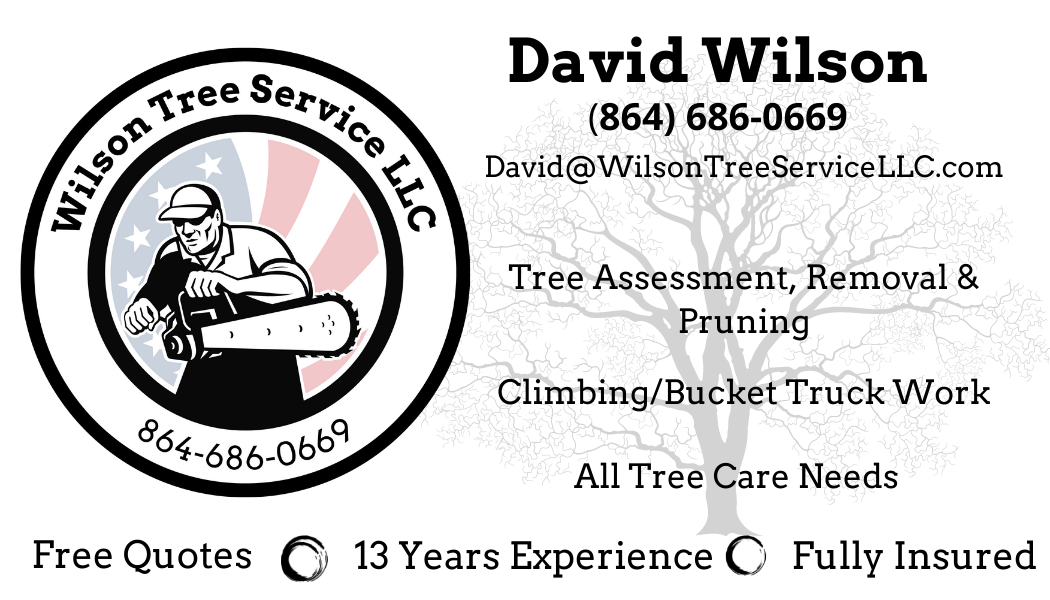 Wilson Tree Service LLC
864-686-0669
David Wilson
(864) 686-0669
David@WilsonTreeServiceLLC.com
Tree Assessment, Removal &
Pruning
Climbing/Bucket Truck Work
All Tree Care Needs
Free Quotes 13 Years Experience Fully Insured